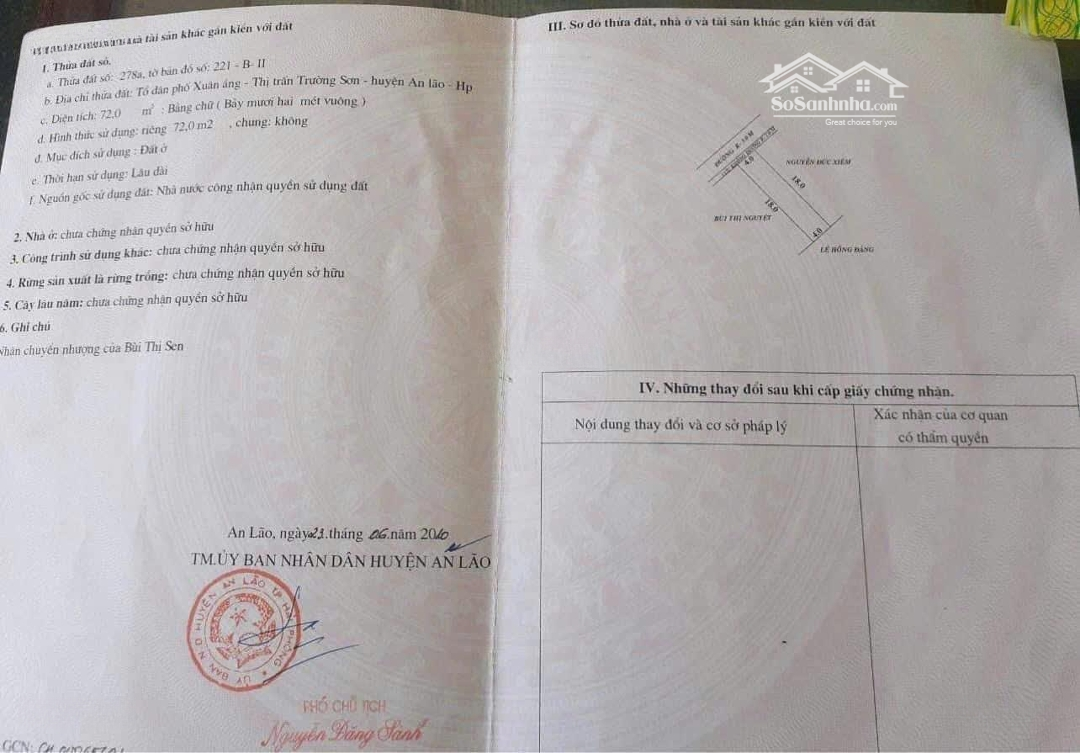 tài sản khác gắn liền với đất
1. Thửa đất số.
a. Thửa đất số: 278a, tờ bản đồ số: 221 - B- II
b. Địa chỉ thửa đất: Tổ dân phố Xuân áng - Thị trấn Trường Sơn - huyện An lão - Hp
c. Diện tích: 72,0 m² : Bằng chữ ( Bảy mươi hai mét vuông )
d. Hình thức sử dụng: riêng 72,0 m2 , chung: không
đ. Mục đích sử dụng : Đất ở
e. Thời hạn sử dụng: Lâu dài
f. Nguồn gốc sử dụng đất: Nhà nước công nhận quyền sử dụng đất
2. Nhà ở: chưa chứng nhận quyền sở hữu
3. Công trình sử dụng khác: chưa chứng nhận quyền sở hữu
4. Rừng sản xuất là rừng trồng: chưa chứng nhận quyền sở hữu
5. Cây lâu năm: chưa chứng nhận quyền sở hữu
6. Ghi chú
Nhận chuyển nhượng của Bùi Thị Sen
An Lão, ngày 23 tháng 06 năm 2010
TM.ỦY BAN NHÂN DÂN HUYỆN AN LÃO
ỦY BAN N.D HUYỆN AN LÃO T.P HẢI PHÒNG
PHÓ CHỦ TỊCH
Nguyễn Đăng Sành
GCN: CH
III. Sơ đồ thửa đất, nhà ở và tài sản khác gắn kiền với đất
SoSanhnha.com
Great choice for you
4.0
NGUYỄN ĐỨC XIÊM
18.0
18.0
BÙI THỊ NGUYỆT
4.0
LÊ HỒNG ĐĂNG
IV. Những thay đổi sau khi cấp giấy chứng nhận.
Nội dung thay đổi và cơ sở pháp lý
Xác nhận của cơ quan
có thẩm quyền